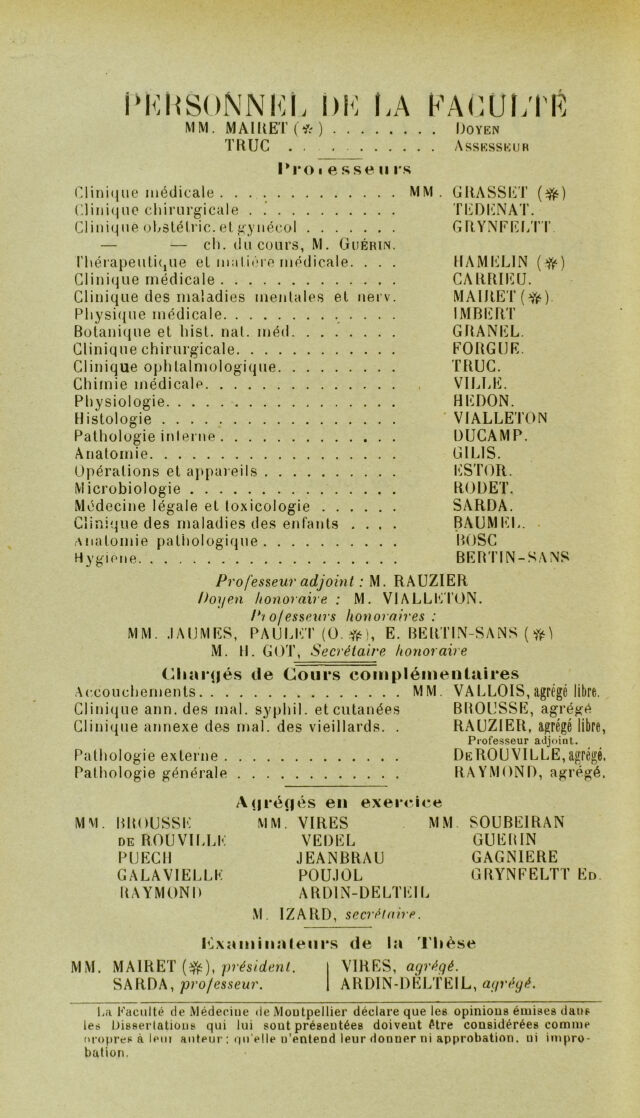 PERSONNEL DE LA FACULTÉ
MM. MAIRET (✻) . . . . . . . . DOYEN
TRUC . . . . . . . . . . ASSESSEUR
Professeurs
Clinique médicale . . . . . . . . . . . . . MM. GRASSET (✻)
Clinique chirurgicale . . . . . . . . . . . TEDENAT.
Clinique obstétric. et gynécol . . . . . . . GRYNFELTT.
— — ch. du cours, M. GUÉRIN.
Thérapeutique et matière médicale. . . . HAMELIN (✻)
Clinique médicale . . . . . . . . . . . . . CARRIEU.
Clinique des maladies mentales et nerv. MAIRET (✻).
Physique médicale. . . . . . . . . . . . . IMBERT
Botanique et hist. nat. méd. . . . . . . . GRANEL.
Clinique chirurgicale. . . . . . . . . . . . FORGUE.
Clinique ophtalmologique. . . . . . . . . TRUC.
Chimie médicale. . . . . . . . . . . . . . VILLE.
Physiologie. . . . . . . . . . . . . . . . . HEDON.
Histologie . . . . . . . . . . . . . . . . . VIALLETON
Pathologie interne . . . . . . . . . . . . . DUCAMP.
Anatomie. . . . . . . . . . . . . . . . . . GILIS.
Opérations et appareils . . . . . . . . . . ESTOR.
Microbiologie . . . . . . . . . . . . . . . RODET.
Médecine légale et toxicologie . . . . . . SARDA.
Clinique des maladies des enfants . . . . BAUMEL.
Anatomie pathologique . . . . . . . . . . BOSC
Hygiène. . . . . . . . . . . . . . . . . . . BERTIN-SANS
Professeur adjoint : M. RAUZIER
Doyen honoraire : M. VIALLETON.
Professeurs honoraires :
MM. JAUMES, PAULET (O. ✻), E. BERTIN-SANS (✻)
M. H. GOT, Secrétaire honoraire
Chargés de Cours complémentaires
Accouchements. . . . . . . . . . . . . . . MM. VALLOIS, agrégé libre.
Clinique ann. des mal. syphil. et cutanées BROUSSE, agrégé
Clinique annexe des mal. des vieillards. . RAUZIER, agrégé libre,
Professeur adjoint.
Pathologie externe . . . . . . . . . . . . . DE ROUVILLE, agrégé.
Pathologie générale . . . . . . . . . . . . RAYMOND, agrégé.
Agrégés en exercice
MM. BROUSSE MM. VIRES MM. SOUBEIRAN
DE ROUVILLE VEDEL GUERIN
PUECH JEANBRAU GAGNIERE
GALAVIELLE POUJOL GRYNFELTT ED.
RAYMOND ARDIN-DELTEIL
M. IZARD, secrétaire.
Examinateurs de la Thèse
MM. MAIRET (✻), président. VIRES, agrégé.
SARDA, professeur. ARDIN-DELTEIL, agrégé.
La Faculté de Médecine de Montpellier déclare que les opinions émises dans
les Dissertations qui lui sont présentées doivent être considérées comme
propres à leur auteur ; qu'elle n'entend leur donner ni approbation, ni impro-
bation.